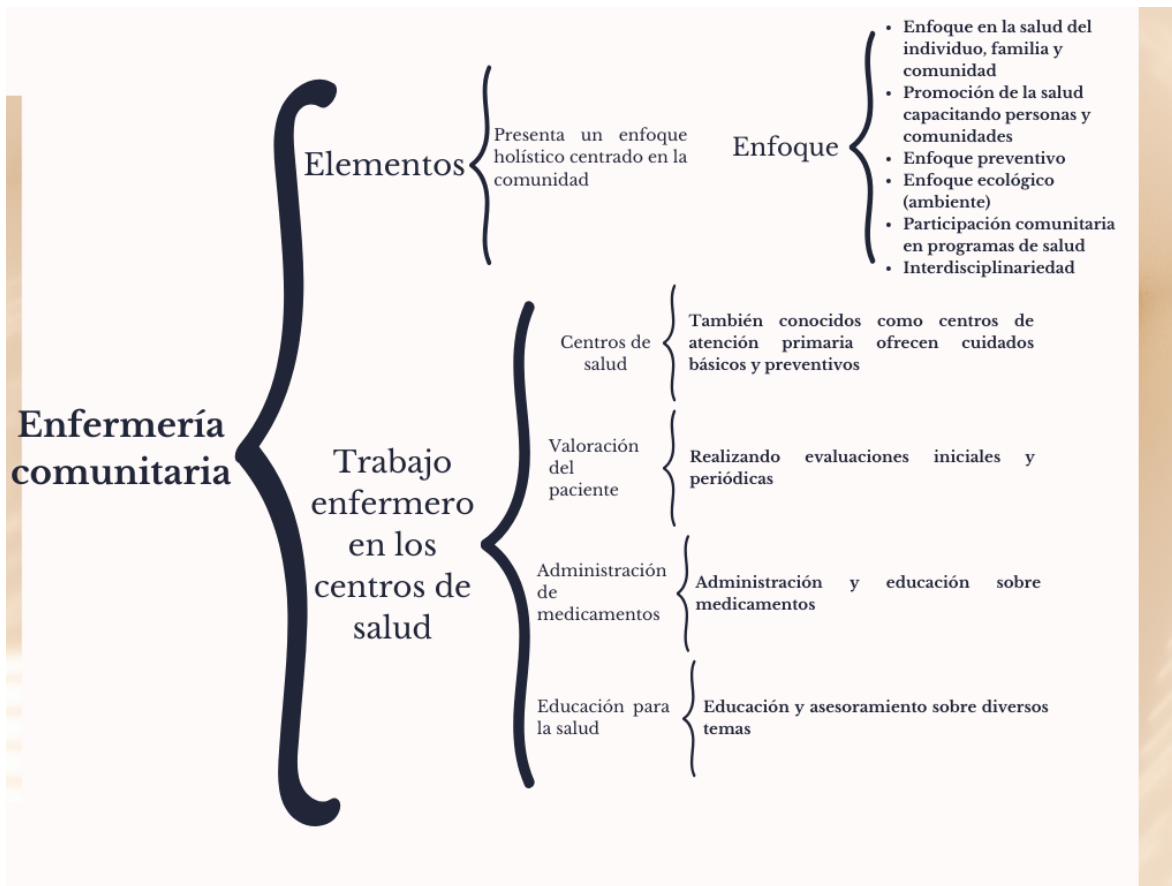 Enfermería
comunitaria
Elementos
Presenta un enfoque
holístico centrado en la
comunidad
Enfoque
• Enfoque en la salud del
individuo, familia y
comunidad
• Promoción de la salud
capacitando personas y
comunidades
• Enfoque preventivo
• Enfoque ecológico
(ambiente)
• Participación comunitaria
en programas de salud
• Interdisciplinariedad
Trabajo
enfermero
en los
centros de
salud
Centros de
salud
También conocidos como centros de
atención primaria ofrecen cuidados
básicos y preventivos
Valoración
del
paciente
Realizando evaluaciones iniciales y
periódicas
Administración
de
medicamentos
Administración y educación sobre
medicamentos
Educación para
la salud
Educación y asesoramiento sobre diversos
temas